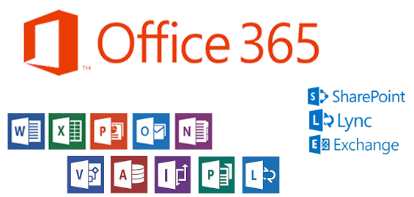 Office 365
TM
S SharePoint
L Lync
E Exchange
W X P O N
V A I P L